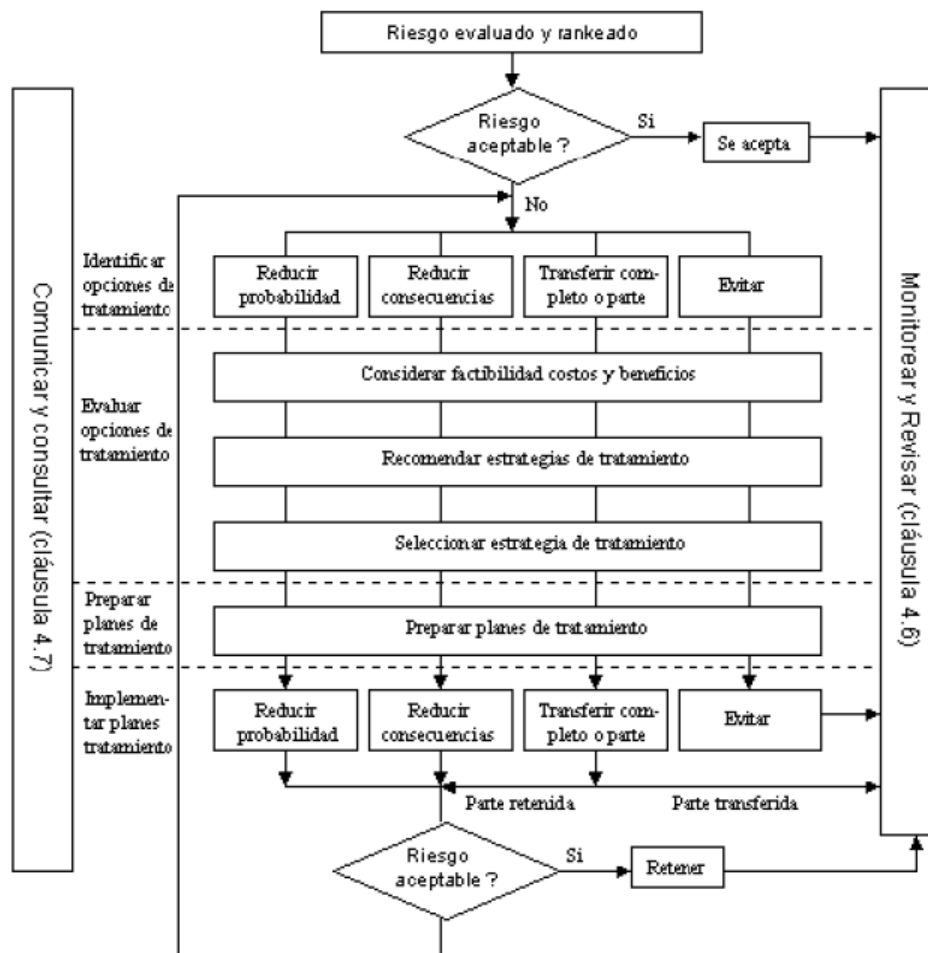 Riesgo evaluado y rankeado
Riesgo
aceptable ?
Si
Se acepta
No
Comunicar y consultar (cláusula 4.7)
Monitorear y Revisar (cláusula 4.6)
Identificar
opciones de
tratamiento
Reducir
probabilidad
Reducir
consecuencias
Transferir com-
pleto o parte
Evitar
Evaluar
opciones de
tratamiento
Considerar factibilidad costos y beneficios
Recomendar estrategias de tratamiento
Seleccionar estrategia de tratamiento
Preparar
planes de
tratamiento
Preparar planes de tratamiento
Implemen-
tar planes
tratamiento
Reducir
probabilidad
Reducir
consecuencias
Transferir com-
pleto o parte
Evitar
Parte retenida
Parte transferida
Riesgo
aceptable ?
Si
Retener